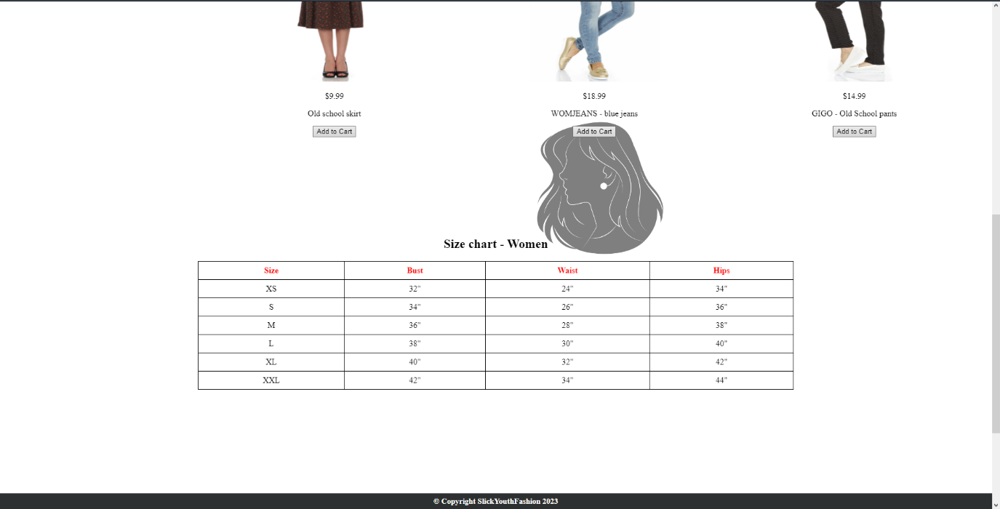 $9.99 $18.99 $14.99
Old school skirt WOMJEANS - blue jeans GIGO - Old School pants
Add to Cart Add to Cart Add to Cart
Size chart - Women
Size Bust Waist Hips
XS 32" 24" 34"
S 34" 26" 36"
M 36" 28" 38"
L 38" 30" 40"
XL 40" 32" 42"
XXL 42" 34" 44"
© Copyright SlickYouthFashion 2023